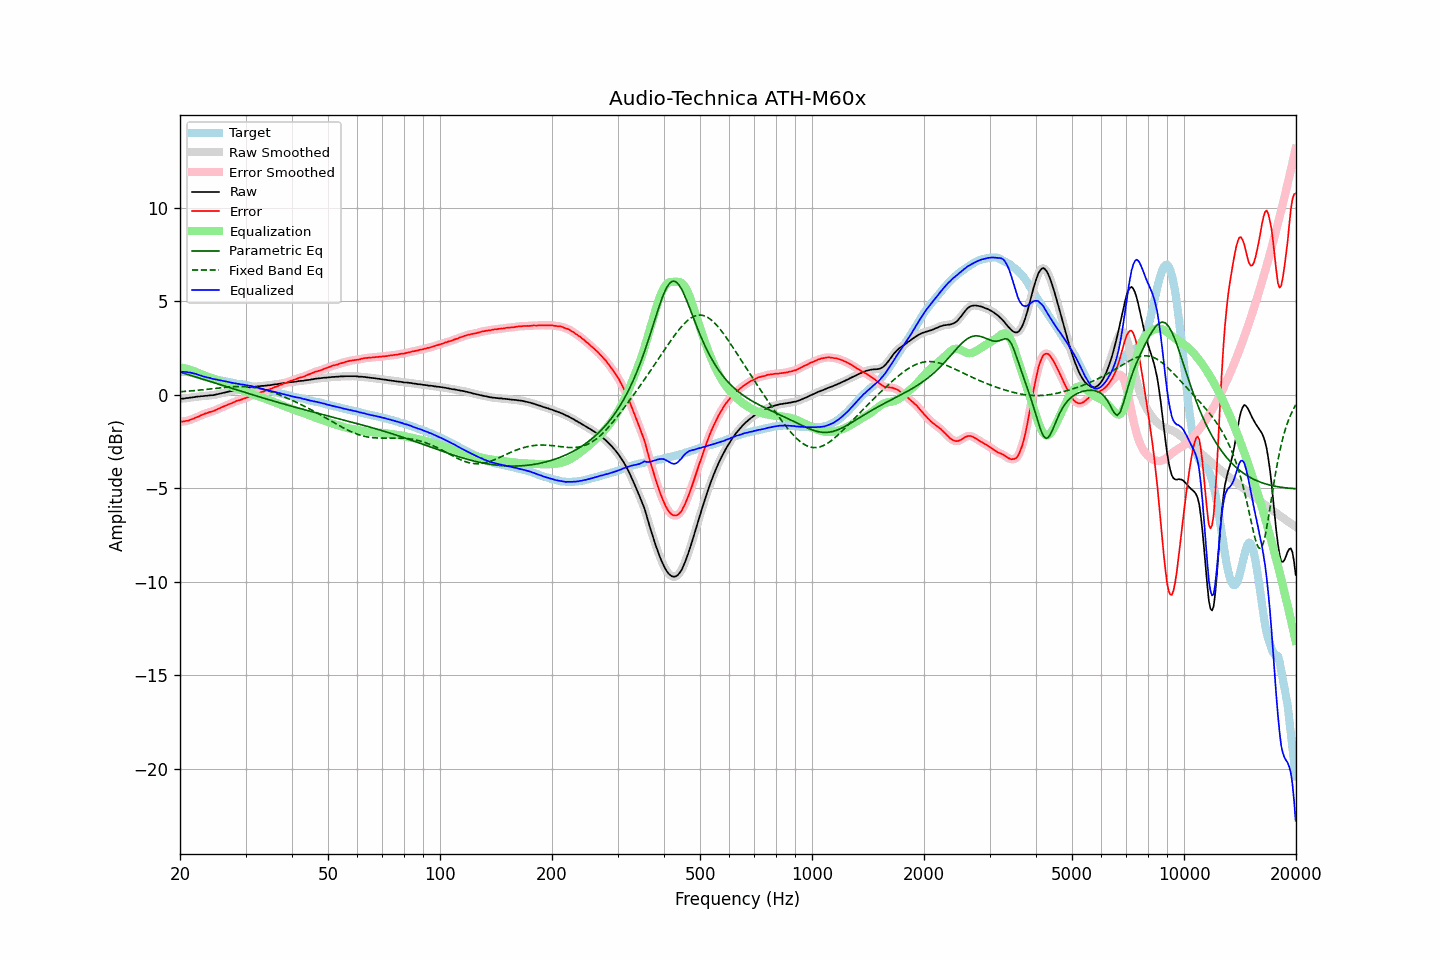 Audio-Technica ATH-M60x
Target
Raw Smoothed
Error Smoothed
Raw
Error
Equalization
Parametric Eq
Fixed Band Eq
Equalized
Amplitude (dBr)
10
5
0
−5
−10
−15
−20
20 50 100 200 500 1000 2000 5000 10000 20000
Frequency (Hz)